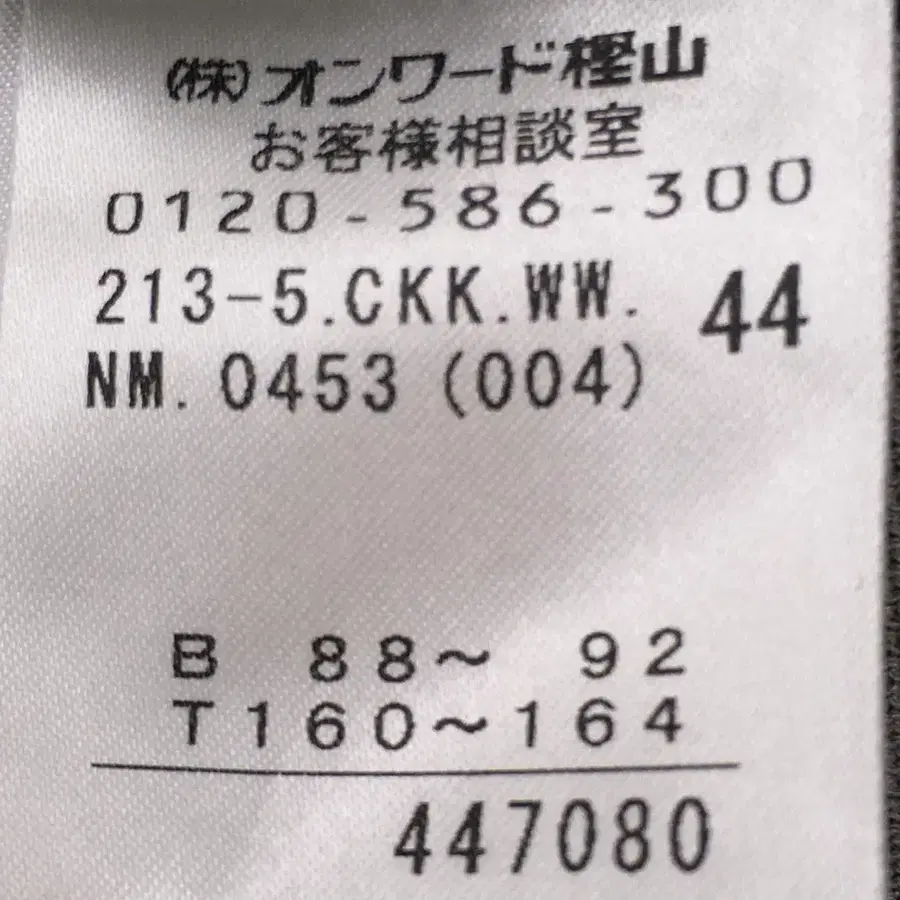 (株)オンワード樫山
お客様相談室
0120-586-300
213-5.CKK.WW. 44
NM.0453(004)
B 88~ 92
T160~164
447080